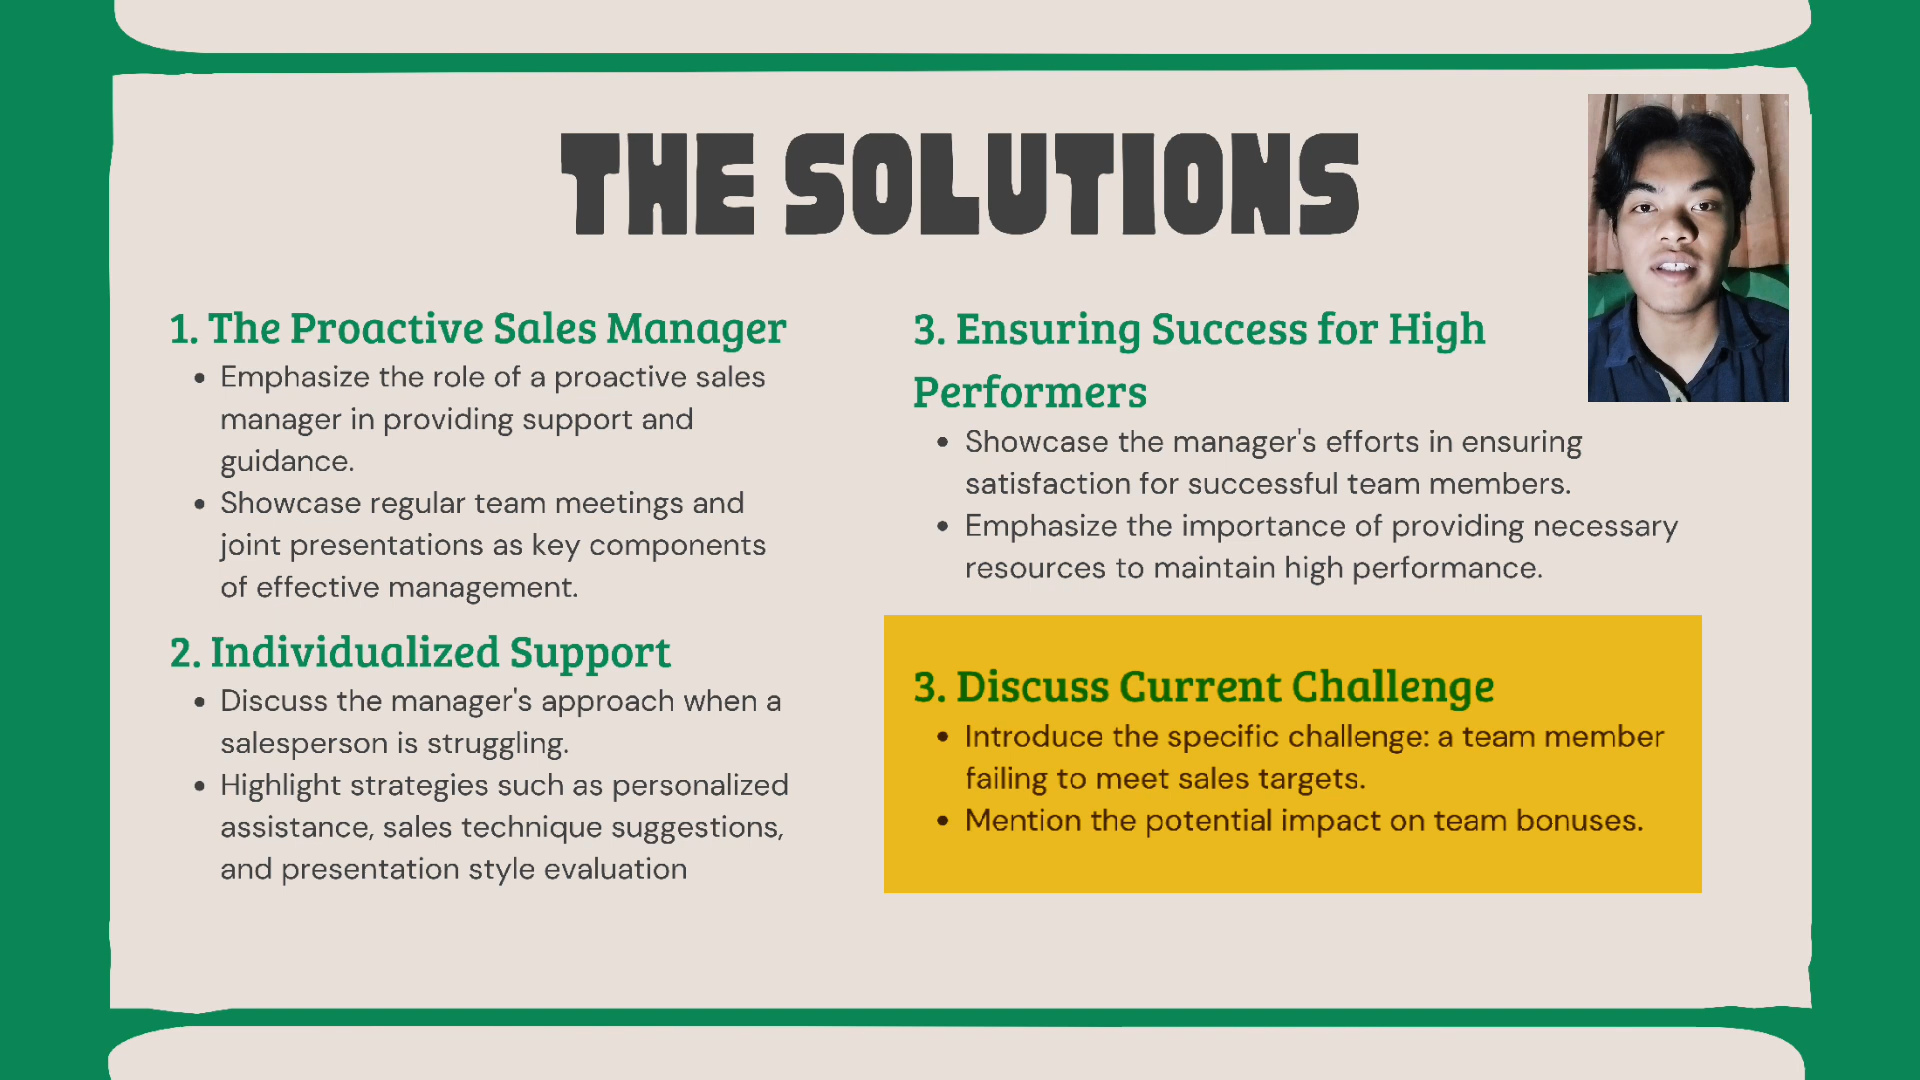 THE SOLUTIONS
1. The Proactive Sales Manager
• Emphasize the role of a proactive sales
manager in providing support and
guidance.
• Showcase regular team meetings and
joint presentations as key components
of effective management.
2. Individualized Support
• Discuss the manager's approach when a
salesperson is struggling.
• Highlight strategies such as personalized
assistance, sales technique suggestions,
and presentation style evaluation
3. Ensuring Success for High
Performers
• Showcase the manager's efforts in ensuring
satisfaction for successful team members.
• Emphasize the importance of providing necessary
resources to maintain high performance.
3. Discuss Current Challenge
• Introduce the specific challenge: a team member
failing to meet sales targets.
• Mention the potential impact on team bonuses.